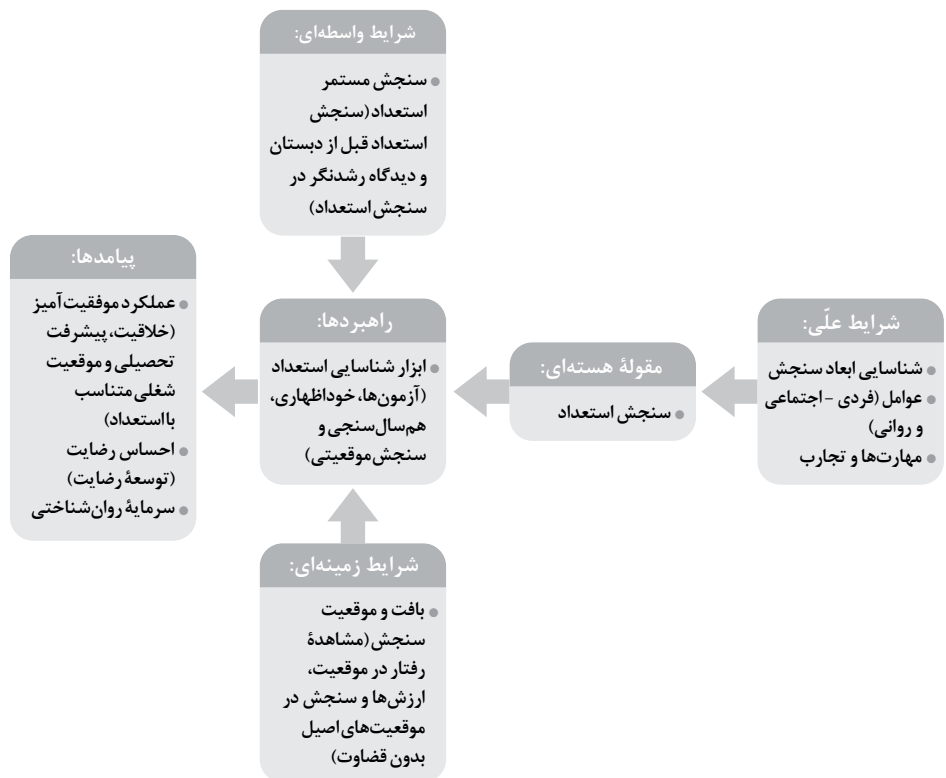 شرایط واسطه‌ای:
• سنجش مستمر
استعداد (سنجش
استعداد قبل از دبستان
و دیدگاه رشدنگر در
سنجش استعداد)
شرایط علّی:
• شناسایی ابعاد سنجش
• عوامل (فردی - اجتماعی
و روانی)
• مهارت‌ها و تجارب
مقولهٔ هسته‌ای:
• سنجش استعداد
راهبردها:
• ابزار شناسایی استعداد
(آزمون‌ها، خوداظهاری،
هم‌سال‌سنجی و
سنجش موقعیتی)
پیامدها:
• عملکرد موفقیت‌آمیز
(خلاقیت، پیشرفت
تحصیلی و موقعیت
شغلی متناسب
با استعداد)
• احساس رضایت
(توسعهٔ رضایت)
• سرمایهٔ روان‌شناختی
شرایط زمینه‌ای:
• بافت و موقعیت
سنجش (مشاهدهٔ
رفتار در موقعیت،
ارزش‌ها و سنجش در
موقعیت‌های اصیل
بدون قضاوت)